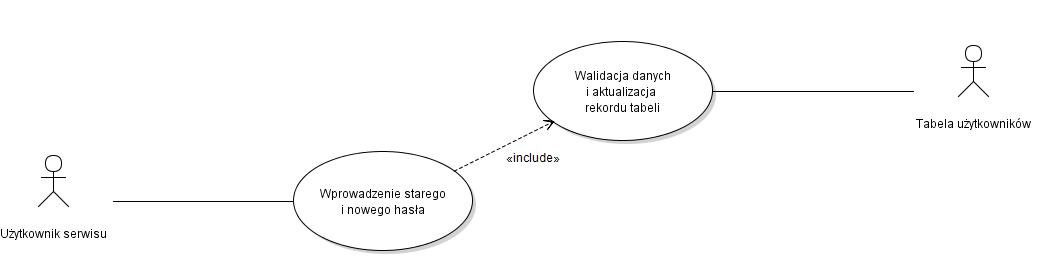 Walidacja danych
i aktualizacja
rekordu tabeli
Tabela użytkowników
«include»
Wprowadzenie starego
i nowego hasła
Użytkownik serwisu